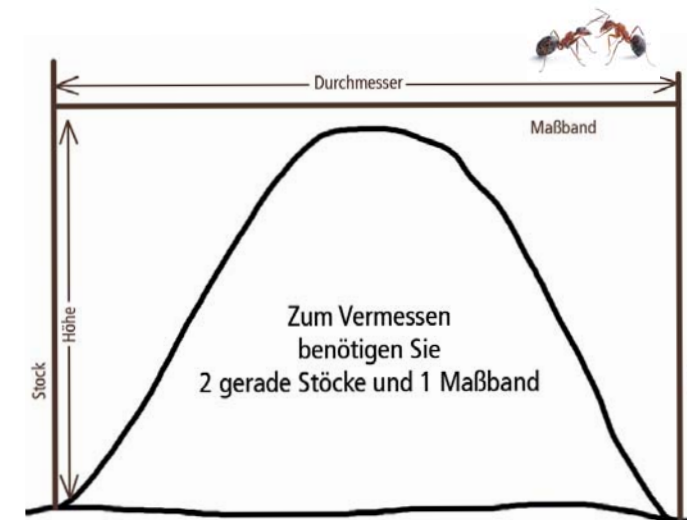 Durchmesser
Maßband
Höhe
Stock
Zum Vermessen
benötigen Sie
2 gerade Stöcke und 1 Maßband